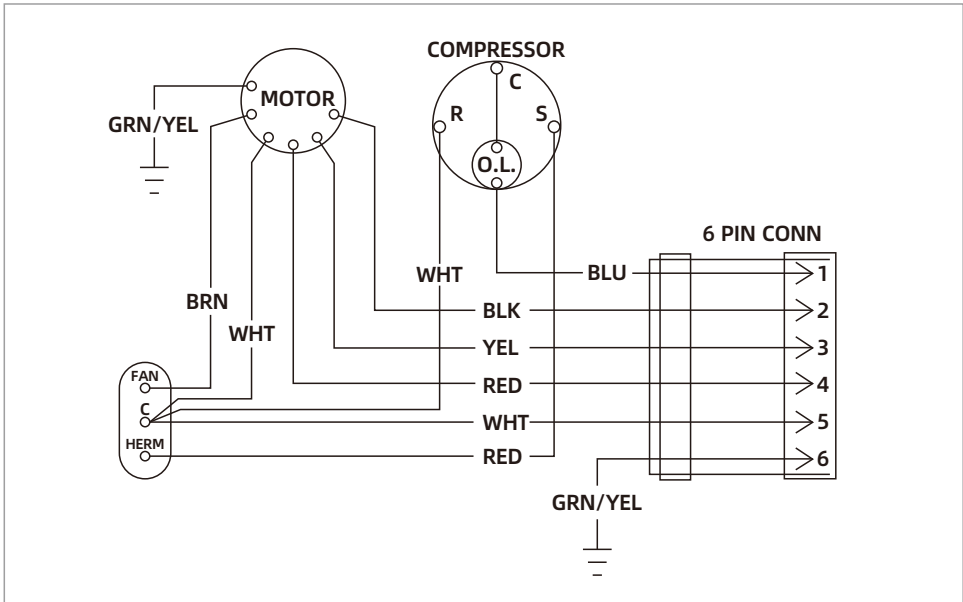 COMPRESSOR
C
MOTOR
R
S
GRN/YEL
O.L.
6 PIN CONN
WHT
BLU
1
BRN
BLK
2
WHT
YEL
3
FAN
RED
4
C
WHT
5
HERM
RED
6
GRN/YEL